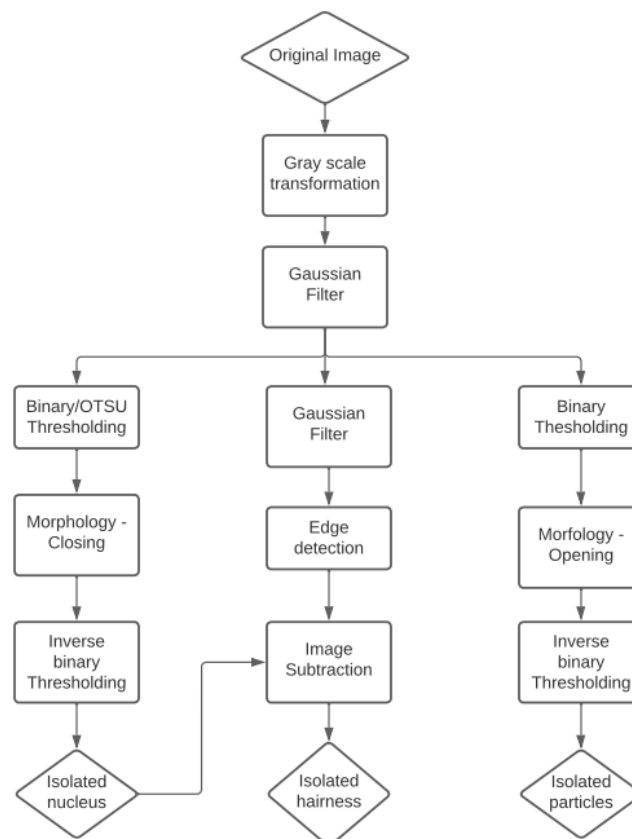 Original Image
Gray scale
transformation
Gaussian
Filter
Binary/OTSU
Thresholding
Gaussian
Filter
Binary
Thesholding
Morphology -
Closing
Edge
detection
Morfology -
Opening
Inverse
binary
Thresholding
Image
Subtraction
Inverse
binary
Thresholding
Isolated
nucleus
Isolated
hairness
Isolated
particles